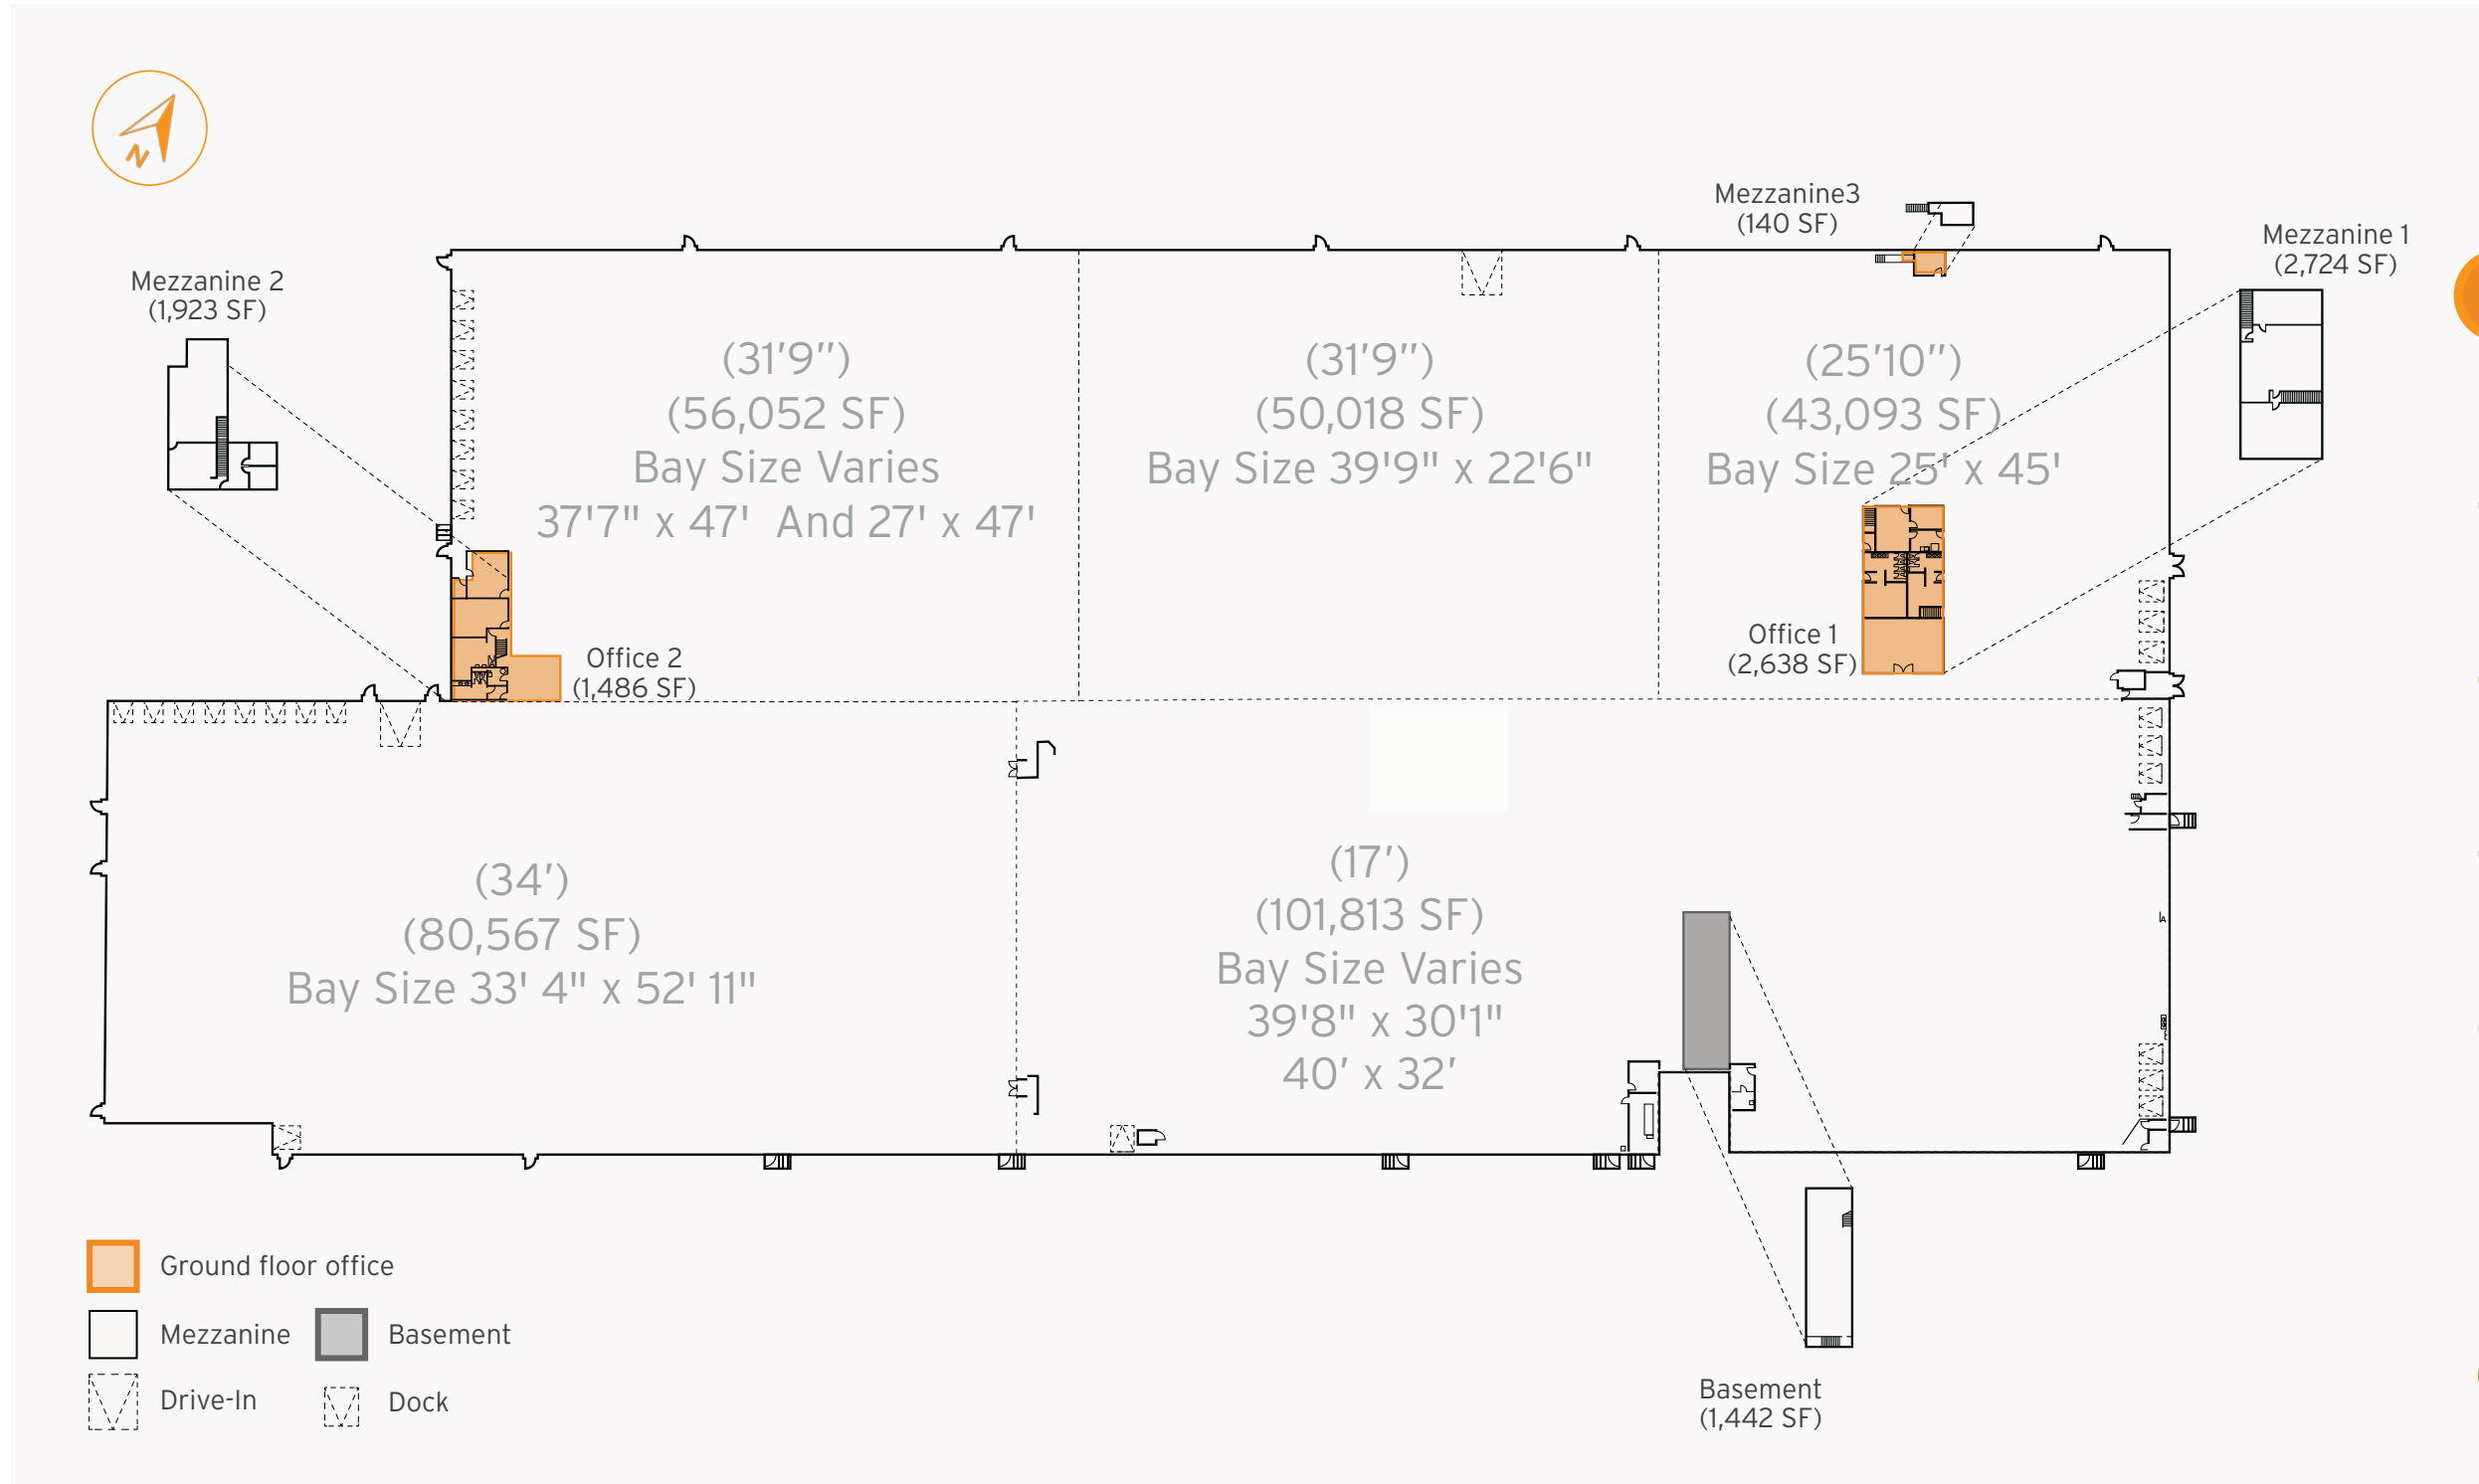 N
Mezzanine3
(140 SF)
Mezzanine 1
(2,724 SF)
Mezzanine 2
(1,923 SF)
(31'9")
(56,052 SF)
Bay Size Varies
37'7" x 47' And 27' x 47'
(31'9")
(50,018 SF)
Bay Size 39'9" x 22'6"
(25'10")
(43,093 SF)
Bay Size 25' x 45'
Office 2
(1,486 SF)
Office 1
(2,638 SF)
(34')
(80,567 SF)
Bay Size 33' 4" x 52' 11"
(17')
(101,813 SF)
Bay Size Varies
39'8" x 30'1"
40' x 32'
Ground floor office
Mezzanine
Basement
Drive-In
Dock
Basement
(1,442 SF)